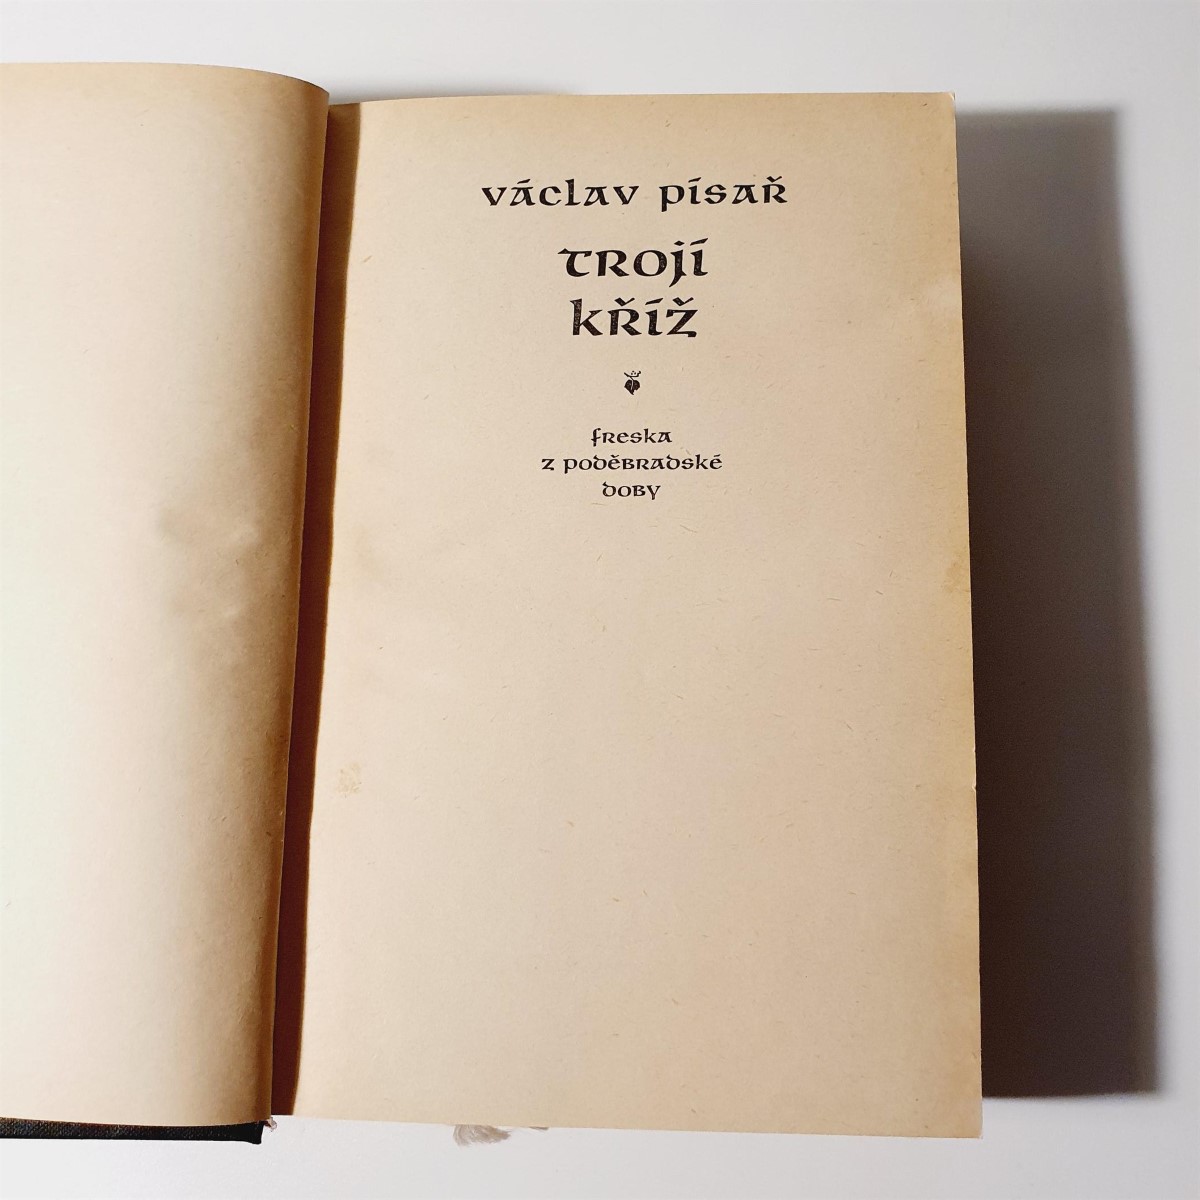 Václav Písař
Trojí
kříž
freska
z poděbradské
doby